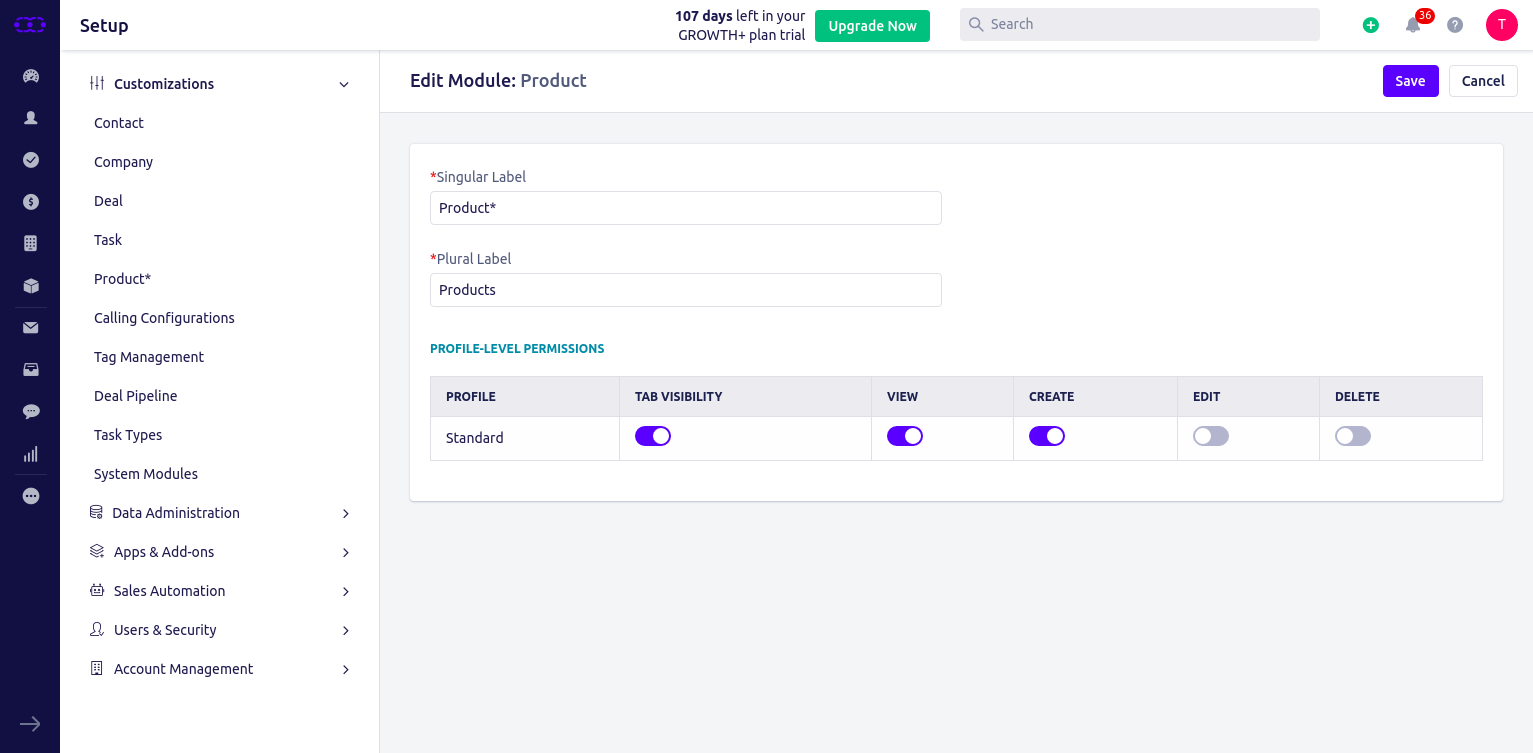 Setup
107 days left in your
GROWTH+ plan trial
Upgrade Now
Search
36
T
Customizations
Contact
Company
Deal
Task
Product*
Calling Configurations
Tag Management
Deal Pipeline
Task Types
System Modules
Data Administration
Apps & Add-ons
Sales Automation
Users & Security
Account Management
Edit Module: Product
Save
Cancel
*Singular Label
Product*
*Plural Label
Products
PROFILE-LEVEL PERMISSIONS
PROFILE TAB VISIBILITY VIEW CREATE EDIT DELETE
Standard